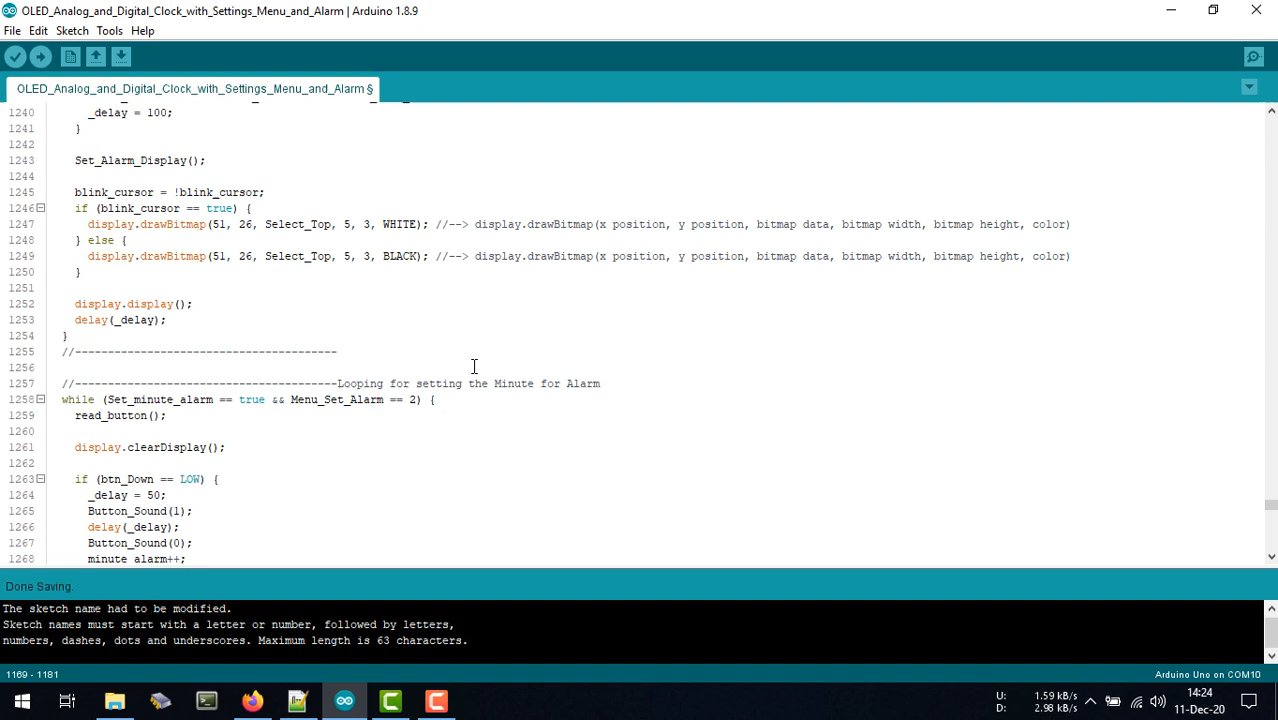 OLED_Analog_and_Digital_Clock_with_Settings_Menu_and_Alarm | Arduino 1.8.9
File Edit Sketch Tools Help
OLED_Analog_and_Digital_Clock_with_Settings_Menu_and_Alarm §
1240 _delay = 100;
1241 }
1242
1243 Set_Alarm_Display();
1244
1245 blink_cursor = !blink_cursor;
1246 if (blink_cursor == true) {
1247 display.drawBitmap(51, 26, Select_Top, 5, 3, WHITE); //--> display.drawBitmap(x position, y position, bitmap data, bitmap width, bitmap height, color)
1248 } else {
1249 display.drawBitmap(51, 26, Select_Top, 5, 3, BLACK); //--> display.drawBitmap(x position, y position, bitmap data, bitmap width, bitmap height, color)
1250 }
1251
1252 display.display();
1253 delay(_delay);
1254 }
1255 //----------------------------------------
1256
1257 //----------------------------------------Looping for setting the Minute for Alarm
1258 while (Set_minute_alarm == true && Menu_Set_Alarm == 2) {
1259 read_button();
1260
1261 display.clearDisplay();
1262
1263 if (btn_Down == LOW) {
1264 _delay = 50;
1265 Button_Sound(1);
1266 delay(_delay);
1267 Button_Sound(0);
1268 minute_alarm++;
Done Saving.
The sketch name had to be modified.
Sketch names must start with a letter or number, followed by letters,
numbers, dashes, dots and underscores. Maximum length is 63 characters.
1169 - 1181
Arduino Uno on COM10
U: 1.59 kB/s
D: 2.98 kB/s
14:24
11-Dec-20